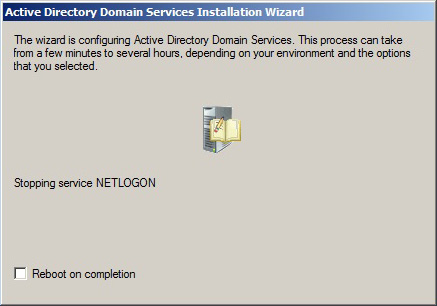 Active Directory Domain Services Installation Wizard
The wizard is configuring Active Directory Domain Services. This process can take
from a few minutes to several hours, depending on your environment and the options
that you selected.
Stopping service NETLOGON
Reboot on completion